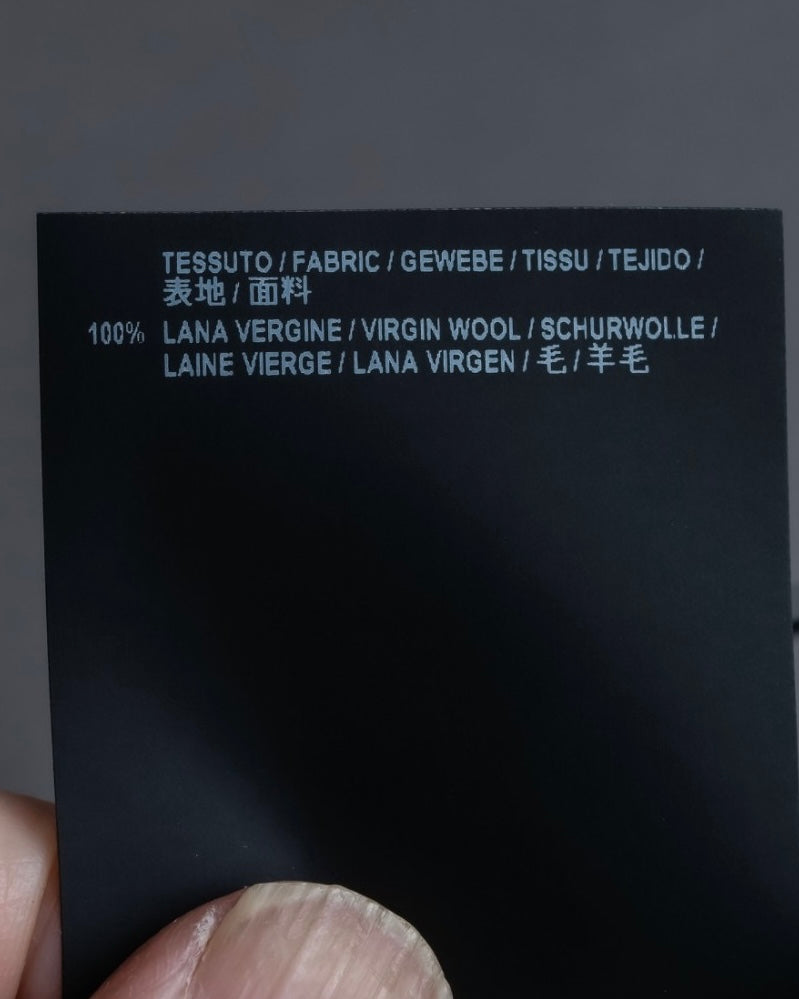 TESSUTO / FABRIC / GEWEBE / TISSU / TEJIDO /
表地 / 面料
100% LANA VERGINE / VIRGIN WOOL / SCHURWOLLE /
LAINE VIERGE / LANA VIRGEN / 毛 / 羊毛